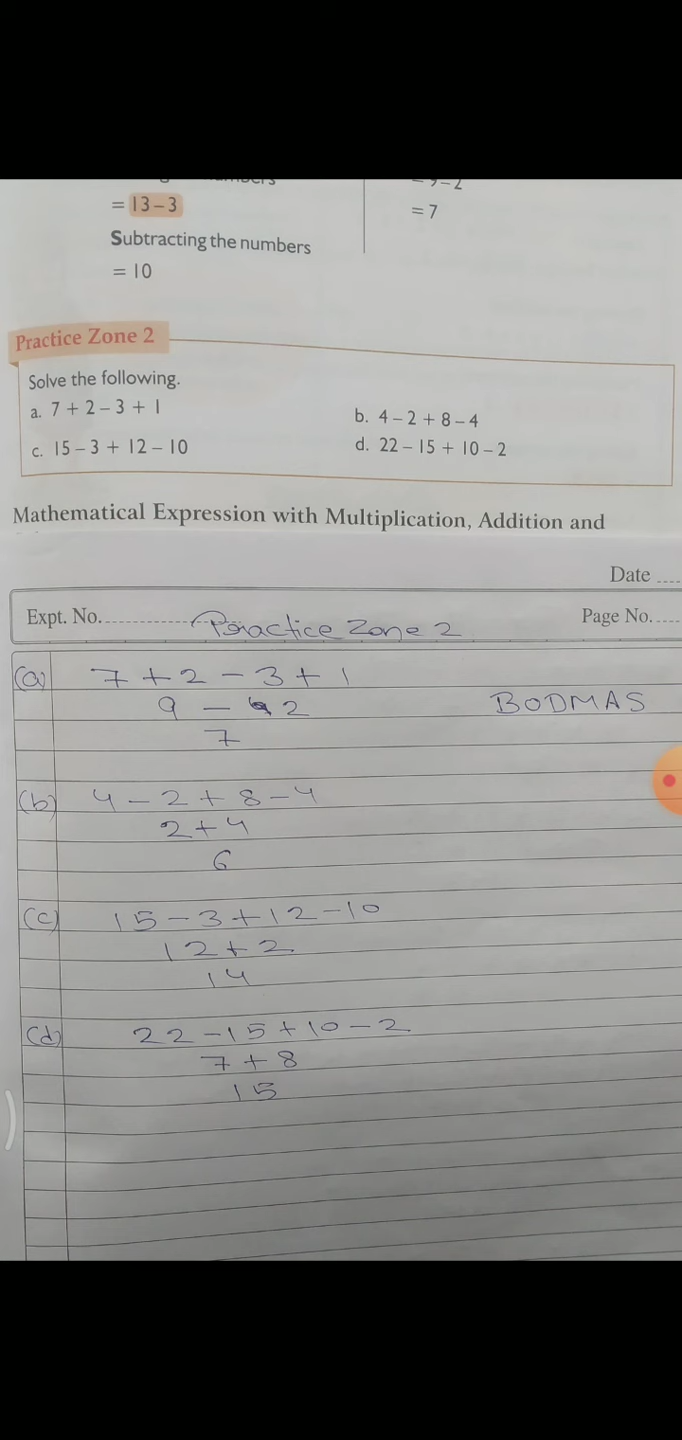 = 9 – 2
= 13 – 3
= 7
Subtracting the numbers
= 10
Practice Zone 2
Solve the following.
a. 7 + 2 – 3 + 1
b. 4 – 2 + 8 – 4
c. 15 – 3 + 12 – 10
d. 22 – 15 + 10 – 2
Mathematical Expression with Multiplication, Addition and
Date ....
Expt. No. ............... Practice Zone 2
Page No. .....
(a) 7 + 2 – 3 + 1
9 – 2
BODMAS
7
(b) 4 – 2 + 8 – 4
2 + 4
6
(c) 15 – 3 + 12 – 10
12 + 2
14
(d) 22 – 15 + 10 – 2
7 + 8
15